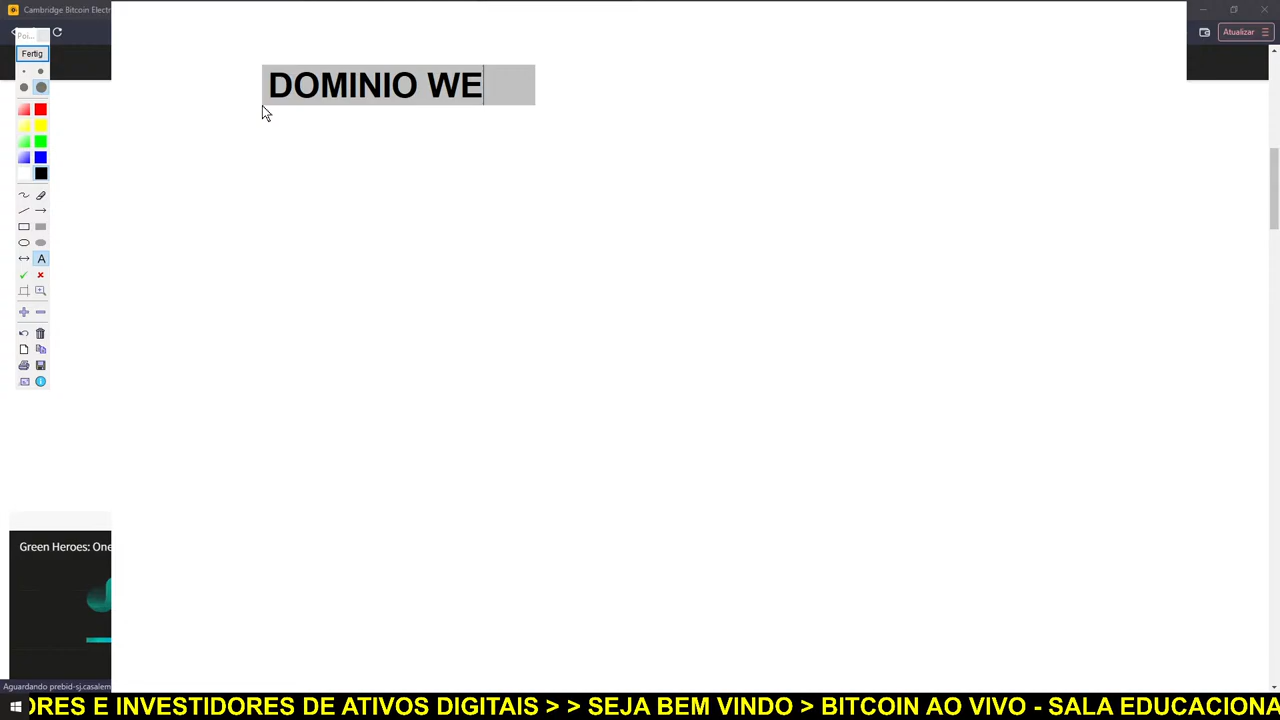 Cambridge Bitcoin Electr
Atualizar
Poi...
Fertig
DOMINIO WE
A
Green Heroes: One
Aguardando prebid-sj.casalem
ORES E INVESTIDORES DE ATIVOS DIGITAIS > > SEJA BEM VINDO > BITCOIN AO VIVO - SALA EDUCACIONA